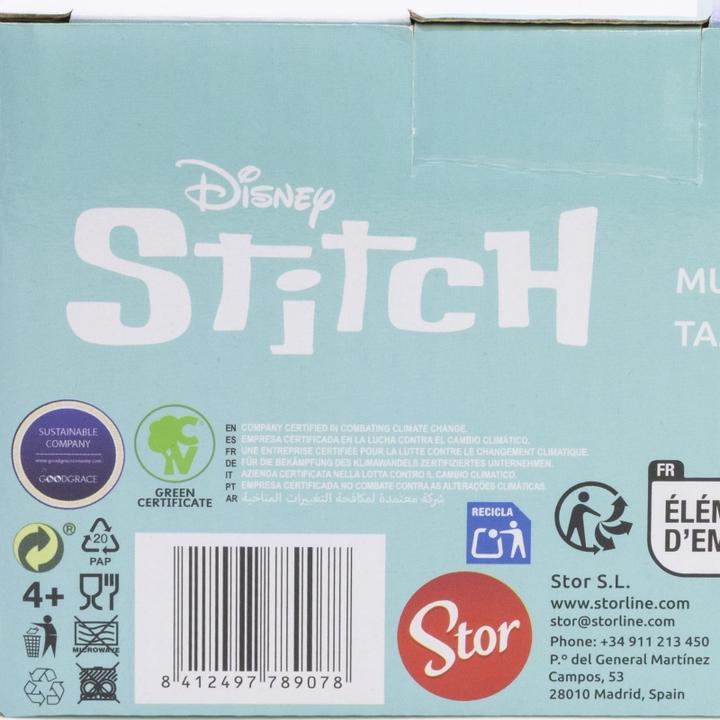 Disney
Stitch
MU
TA
SUSTAINABLE
COMPANY
GOODGRACE
GREEN
CERTIFICATE
EN COMPANY CERTIFIED IN COMBATING CLIMATE CHANGE.
ES EMPRESA CERTIFICADA EN LA LUCHA CONTRA EL CAMBIO CLIMÁTICO.
FR UNE ENTREPRISE CERTIFIÉE POUR LA LUTTE CONTRE LE CHANGEMENT CLIMATIQUE.
DE FÜR DIE BEKÄMPFUNG DES KLIMAWANDELS ZERTIFIZIERTES UNTERNEHMEN.
IT AZIENDA CERTIFICATA NELLA LOTTA CONTRO IL CAMBIO CLIMATICO.
PT EMPRESA CERTIFICADA NO COMBATE CONTRA AS ALTERAÇÕES CLIMÁTICAS.
AR شركة معتمدة لمكافحة التغييرات المناخية
®
20
PAP
4+
MICROWAVE
8 412497 789078
RECICLA
FR
ÉLÉM
D'EM
Stor
Stor S.L.
www.storline.com
stor@storline.com
Phone: +34 911 213 450
P.º del General Martínez
Campos, 53
28010 Madrid, Spain